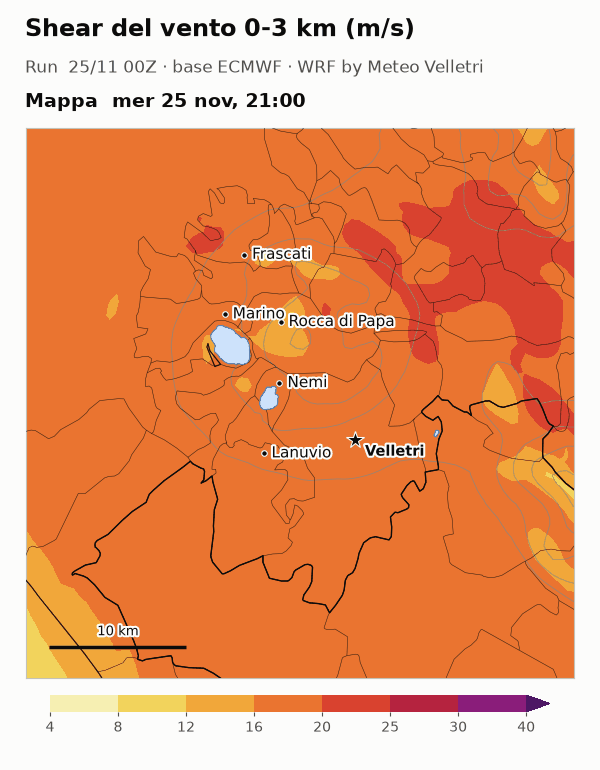 Shear del vento 0-3 km (m/s)
Run  25/11 00Z · base ECMWF · WRF by Meteo Velletri
Mappa  mer 25 nov, 21:00
Frascati
Marino
Rocca di Papa
Nemi
Velletri
Lanuvio
10 km
4 8 12 16 20 25 30 40